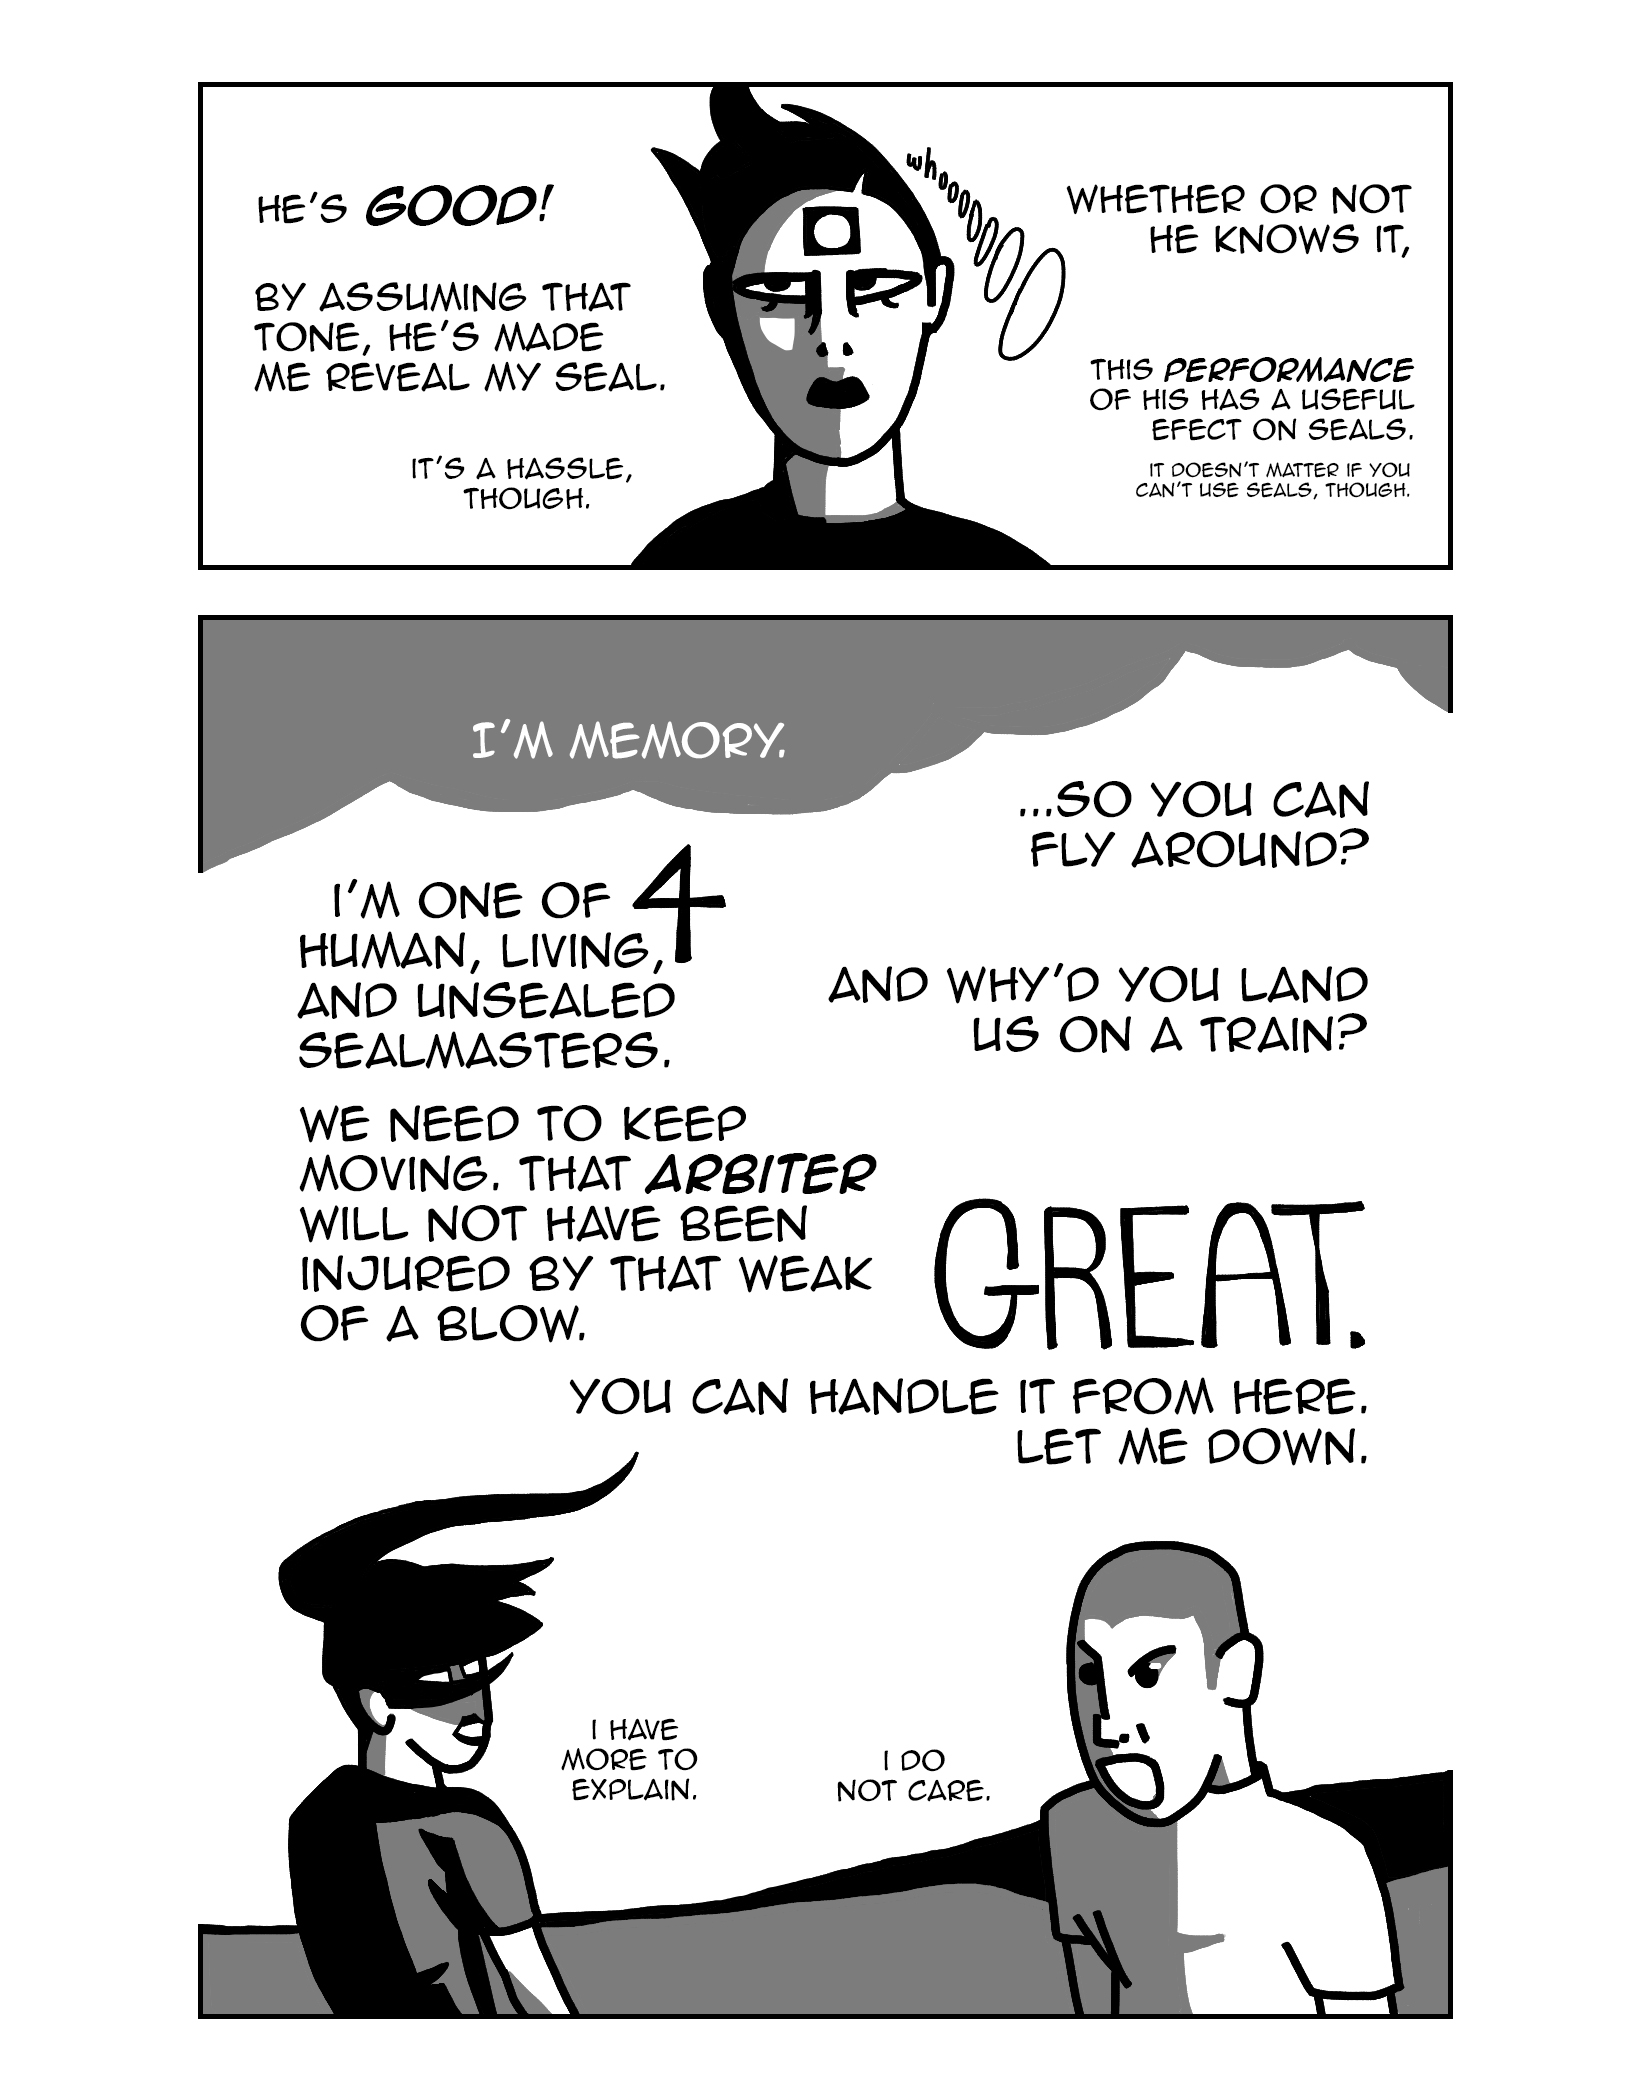 HE'S GOOD!
BY ASSUMING THAT
TONE, HE'S MADE
ME REVEAL MY SEAL.
IT'S A HASSLE,
THOUGH.
whooooooooo
WHETHER OR NOT
HE KNOWS IT,
THIS PERFORMANCE
OF HIS HAS A USEFUL
EFECT ON SEALS.
IT DOESN'T MATTER IF YOU
CAN'T USE SEALS, THOUGH.
I'M MEMORY.
...SO YOU CAN
FLY AROUND?
I'M ONE OF 4
HUMAN, LIVING,
AND UNSEALED
SEALMASTERS.
AND WHY'D YOU LAND
US ON A TRAIN?
WE NEED TO KEEP
MOVING. THAT ARBITER
WILL NOT HAVE BEEN
INJURED BY THAT WEAK
OF A BLOW.
GREAT.
YOU CAN HANDLE IT FROM HERE.
LET ME DOWN.
I HAVE
MORE TO
EXPLAIN.
I DO
NOT CARE.